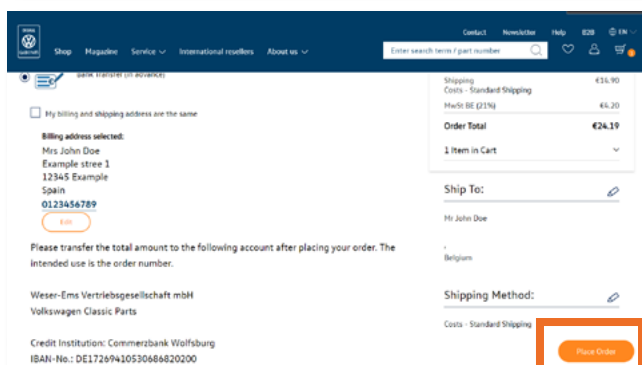 Contact Newsletter Help B2B EN
Shop Magazine Service International resellers About us
Enter search term / part number
Bank Transfer (in advance)
My billing and shipping address are the same
Billing address selected:
Mrs John Doe
Example stree 1
12345 Example
Spain
0123456789
Edit
Please transfer the total amount to the following account after placing your order. The
intended use is the order number.
Weser-Ems Vertriebsgesellschaft mbH
Volkswagen Classic Parts
Credit Institution: Commerzbank Wolfsburg
IBAN-No.: DE17269410530686820200
Shipping €14.90
Costs - Standard Shipping
MwSt BE (21%) €4.20
Order Total €24.19
1 Item in Cart
Ship To:
Mr John Doe
,
Belgium
Shipping Method:
Costs - Standard Shipping
Place Order